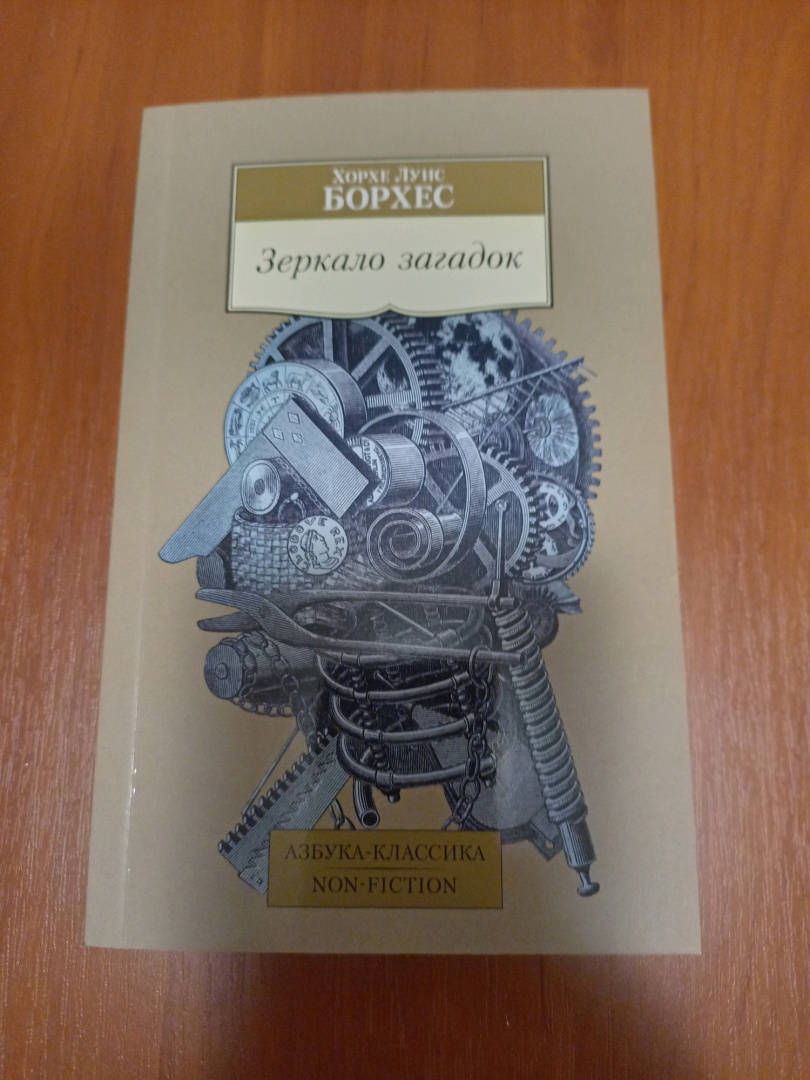 Хорхе Луис
БОРХЕС
Зеркало загадок
АЗБУКА-КЛАССИКА
NON-FICTION